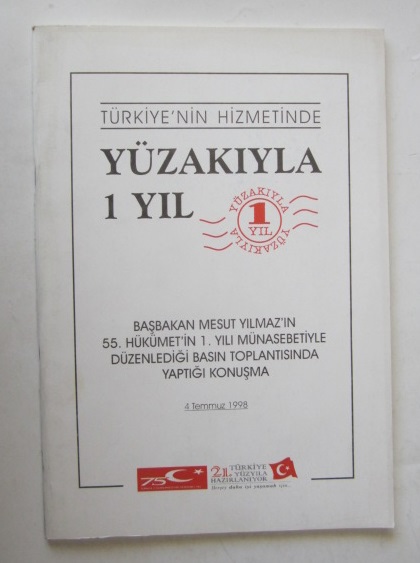 TÜRKİYE'NİN HİZMETİNDE
YÜZAKIYLA
1 YIL
YÜZAKIYLA
1
YIL
YÜZAKIYLA
BAŞBAKAN MESUT YILMAZ'IN
55. HÜKÛMET'İN 1. YILI MÜNASEBETİYLE
DÜZENLEDİĞİ BASIN TOPLANTISINDA
YAPTIĞI KONUŞMA
4 Temmuz 1998
75
21. TÜRKİYE
YÜZYILA
HAZIRLANIYOR